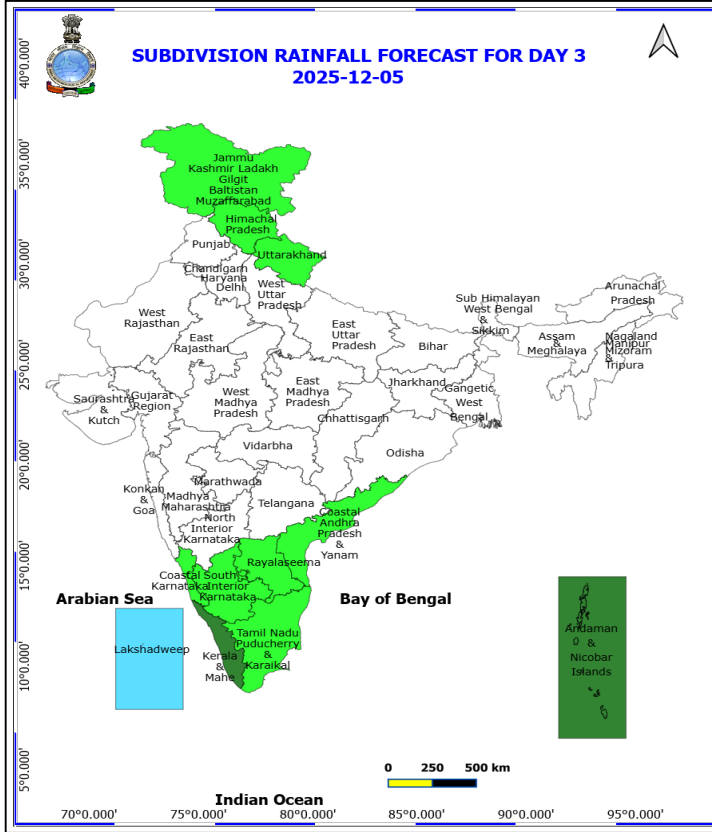 SUBDIVISION RAINFALL FORECAST FOR DAY 3
2025-12-05
40°0.000'
35°0.000'
30°0.000'
25°0.000'
20°0.000'
15°0.000'
10°0.000'
5°0.000'
Jammu
Kashmir Ladakh
Gilgit
Baltistan
Muzaffarabad
Himachal
Pradesh
Punjab
Uttarakhand
Chandigarh
Haryana
Delhi
West
Uttar
Pradesh
West
Rajasthan
East
Rajasthan
East
Uttar
Pradesh
Bihar
Sub Himalayan
West Bengal
&
Sikkim
Arunachal
Pradesh
Assam
&
Meghalaya
Nagaland
Manipur
Mizoram
&
Tripura
Saurashtra
&
Kutch
Gujarat
Region
West
Madhya
Pradesh
East
Madhya
Pradesh
Jharkhand
Gangetic
West
Bengal
Chhattisgarh
Odisha
Vidarbha
Konkan
&
Goa
Marathwada
Madhya
Maharashtra
North
Interior
Karnataka
Telangana
Coastal
Andhra
Pradesh
&
Yanam
Rayalaseema
Coastal
Karnataka
South
Interior
Karnataka
Arabian Sea
Bay of Bengal
Lakshadweep
Kerala
&
Mahe
Tamil Nadu
Puducherry
&
Karaikal
Andaman
&
Nicobar
Islands
0 250 500 km
Indian Ocean
70°0.000' 75°0.000' 80°0.000' 85°0.000' 90°0.000' 95°0.000'